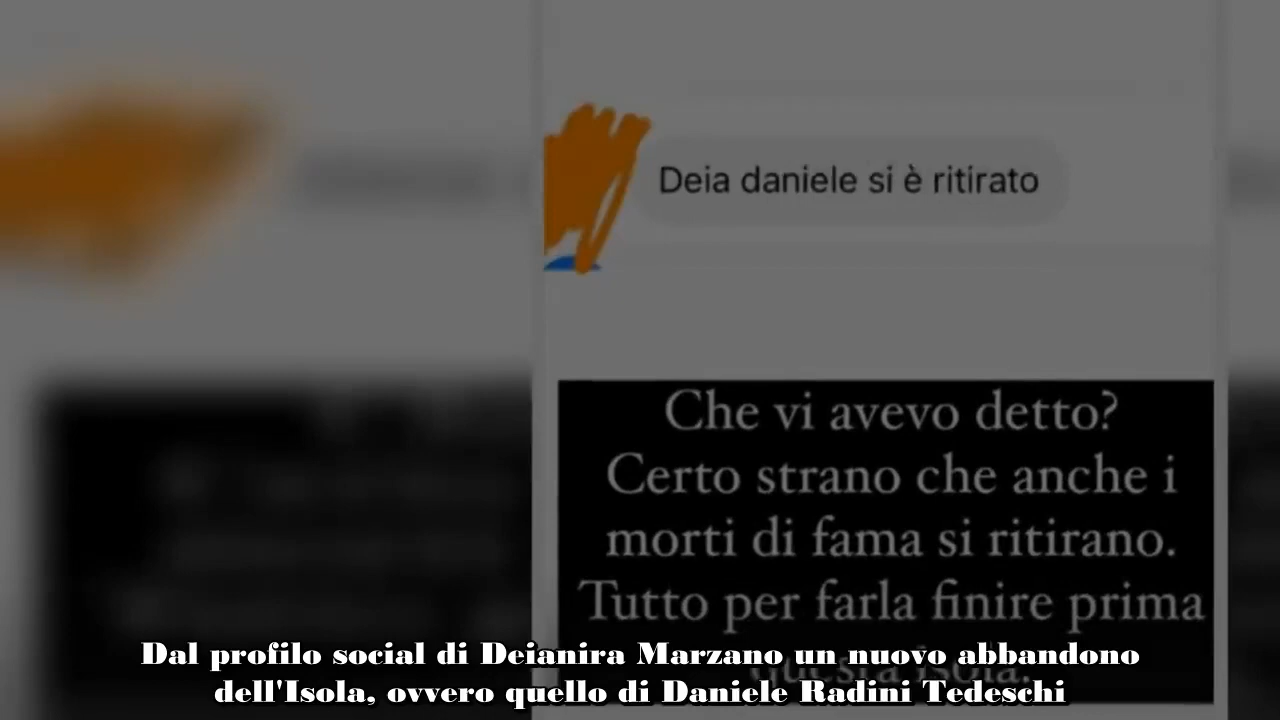 Deia daniele si è ritirato
Che vi avevo detto?
Certo strano che anche i
morti di fama si ritirano.
Tutto per farla finire prima
questa isola.
Dal profilo social di Deianira Marzano un nuovo abbandono
dell'Isola, ovvero quello di Daniele Radini Tedeschi